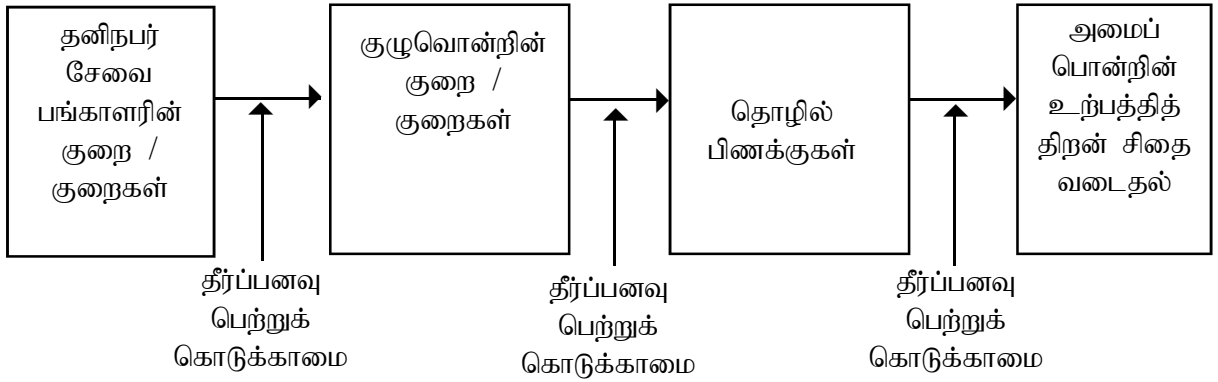 தனிநபர்
சேவை
பங்காளரின்
குறை /
குறைகள்
குழுவொன்றின்
குறை /
குறைகள்
தொழில்
பிணக்குகள்
அமைப்
பொன்றின்
உற்பத்தித்
திறன் சிதை
வடைதல்
தீர்ப்பனவு
பெற்றுக்
கொடுக்காமை
தீர்ப்பனவு
பெற்றுக்
கொடுக்காமை
தீர்ப்பனவு
பெற்றுக்
கொடுக்காமை